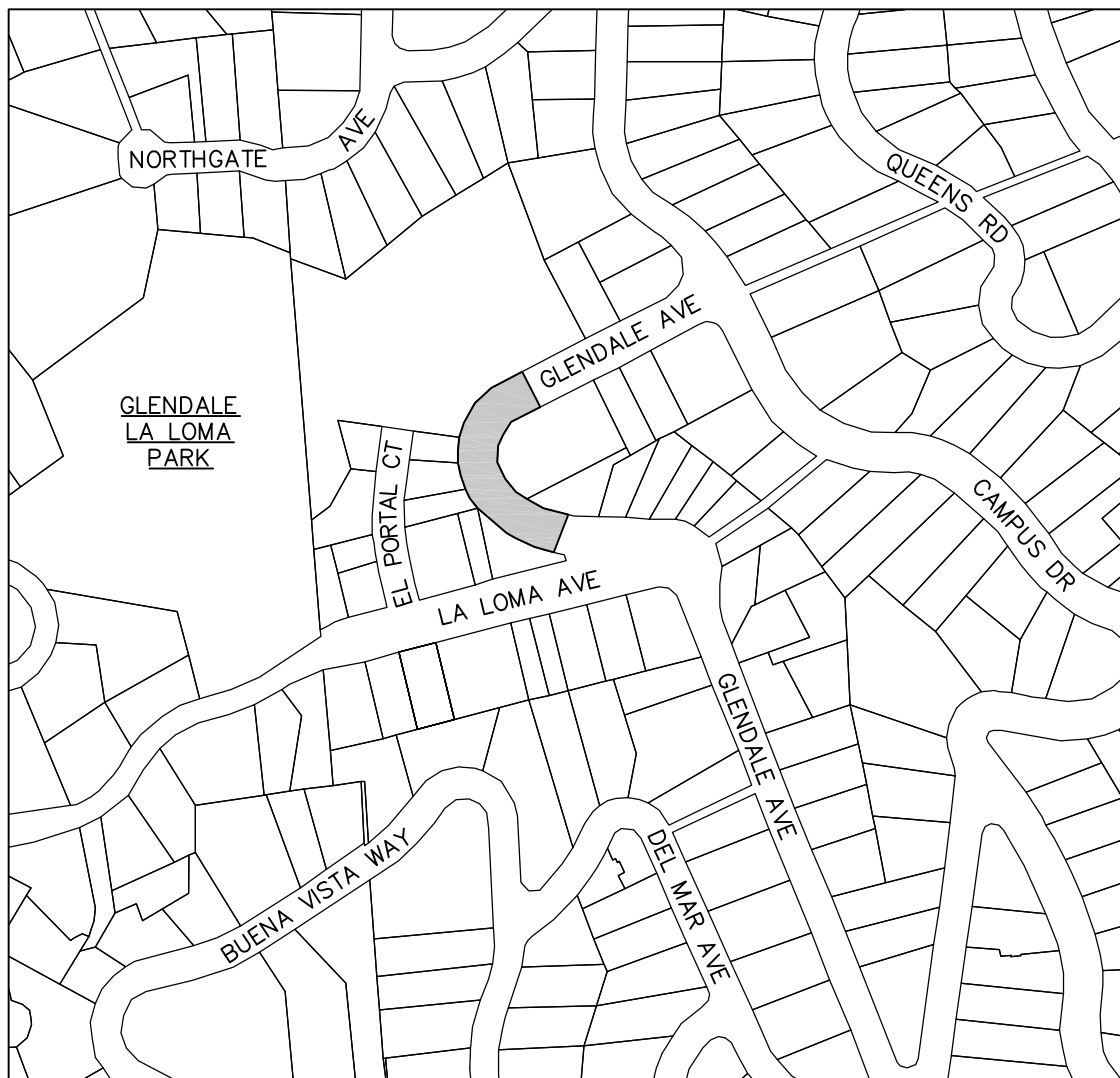 NORTHGATE
AVE
QUEENS RD
GLENDALE AVE
GLENDALE
LA LOMA
PARK
EL PORTAL CT
CAMPUS DR
LA LOMA AVE
GLENDALE AVE
BUENA VISTA WAY
DEL MAR AVE